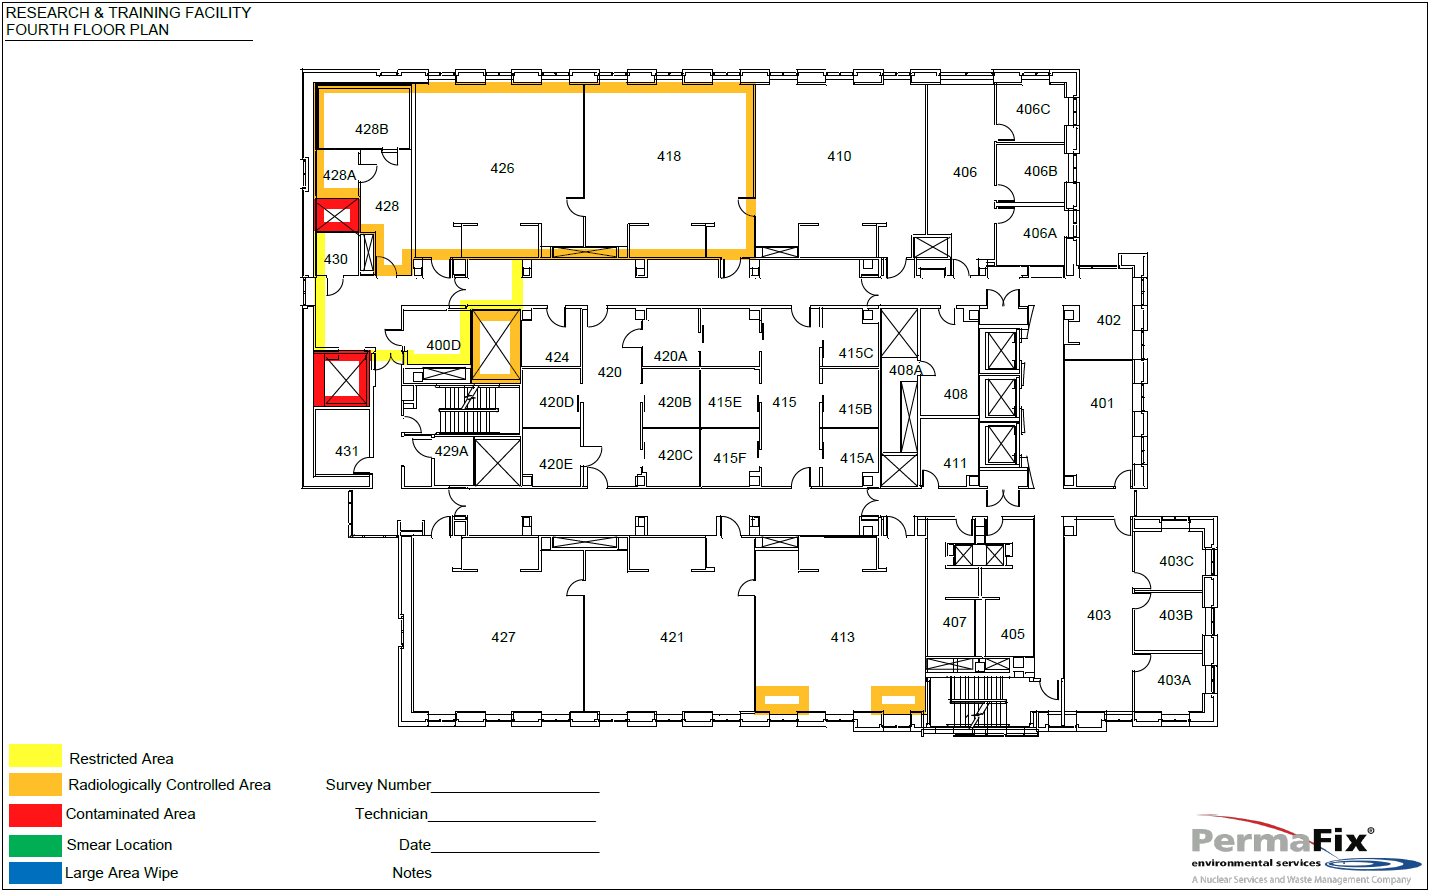 RESEARCH & TRAINING FACILITY
FOURTH FLOOR PLAN
406C
428B
418
410
426
406
406B
428A
428
406A
430
402
400D
424
420A
415C
420
408A
408
420D
420B
415E
415
415B
401
431
429A
420E
420C
415F
415A
411
403C
407
405
403
403B
427
421
413
403A
Restricted Area
Radiologically Controlled Area
Survey Number
Contaminated Area
Technician
Smear Location
Date
Large Area Wipe
Notes
PermaFix®
environmental services
A Nuclear Services and Waste Management Company